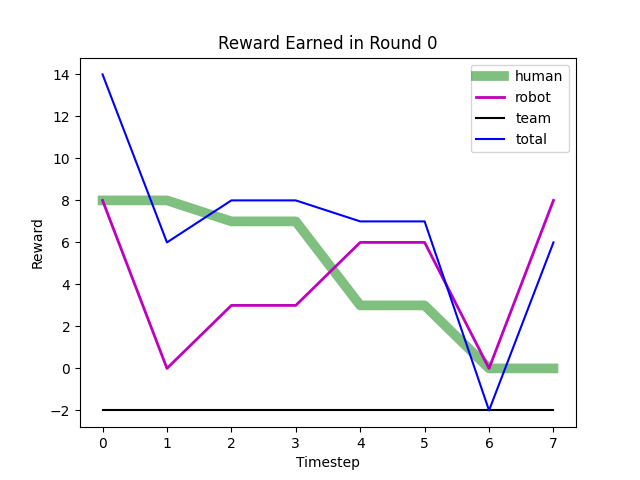 Reward Earned in Round 0
human
robot
team
total
14
12
10
8
6
4
2
0
−2
Reward
0 1 2 3 4 5 6 7
Timestep